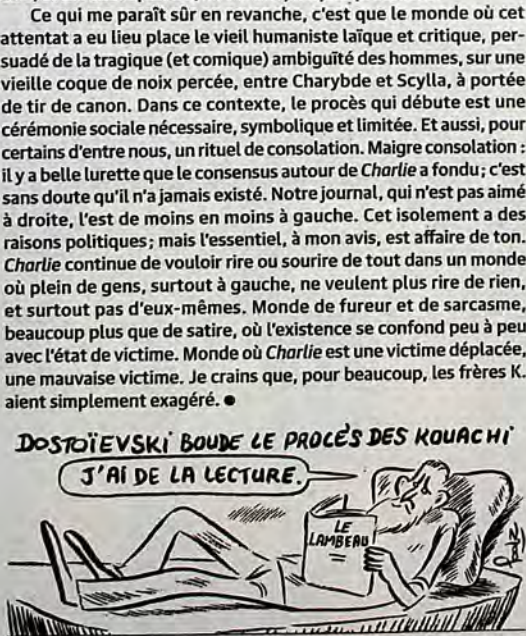 Ce qui me paraît sûr en revanche, c'est que le monde où cet
attentat a eu lieu place le vieil humaniste laïque et critique, per-
suadé de la tragique (et comique) ambiguïté des hommes, sur une
vieille coque de noix percée, entre Charybde et Scylla, à portée
de tir de canon. Dans ce contexte, le procès qui débute est une
cérémonie sociale nécessaire, symbolique et limitée. Et aussi, pour
certains d'entre nous, un rituel de consolation. Maigre consolation :
il y a belle lurette que le consensus autour de Charlie a fondu ; c'est
sans doute qu'il n'a jamais existé. Notre journal, qui n'est pas aimé
à droite, l'est de moins en moins à gauche. Cet isolement a des
raisons politiques ; mais l'essentiel, à mon avis, est affaire de ton.
Charlie continue de vouloir rire ou sourire de tout dans un monde
où plein de gens, surtout à gauche, ne veulent plus rire de rien,
et surtout pas d'eux-mêmes. Monde de fureur et de sarcasme,
beaucoup plus que de satire, où l'existence se confond peu à peu
avec l'état de victime. Monde où Charlie est une victime déplacée,
une mauvaise victime. Je crains que, pour beaucoup, les frères K.
aient simplement exagéré. ●
DOSTOÏEVSKI BOUDE LE PROCÈS DES KOUACHI
J'AI DE LA LECTURE.
LE
LAMBEAU